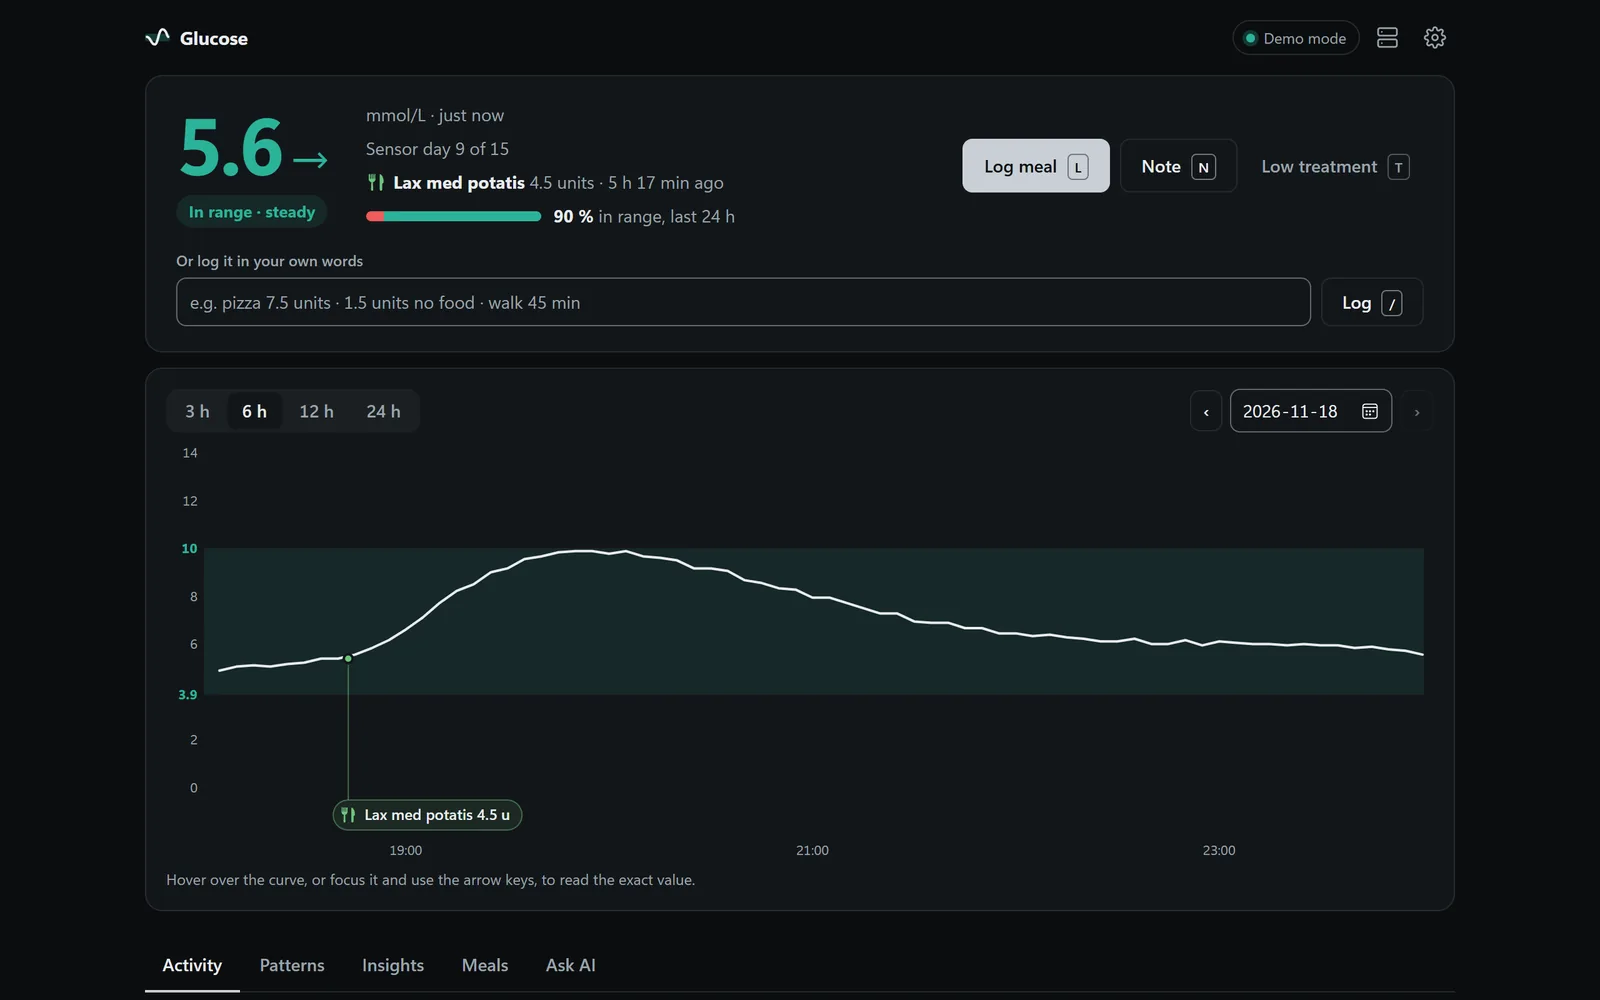 Glucose
Demo mode
5.6 →
In range · steady
mmol/L · just now
Sensor day 9 of 15
Lax med potatis 4.5 units · 5 h 17 min ago
90 % in range, last 24 h
Log meal L
Note N
Low treatment T
Or log it in your own words
e.g. pizza 7.5 units · 1.5 units no food · walk 45 min
Log /
3 h 6 h 12 h 24 h
‹ 2026-11-18 ›
14
12
10
8
6
3.9
2
0
Lax med potatis 4.5 u
19:00 21:00 23:00
Hover over the curve, or focus it and use the arrow keys, to read the exact value.
Activity Patterns Insights Meals Ask AI